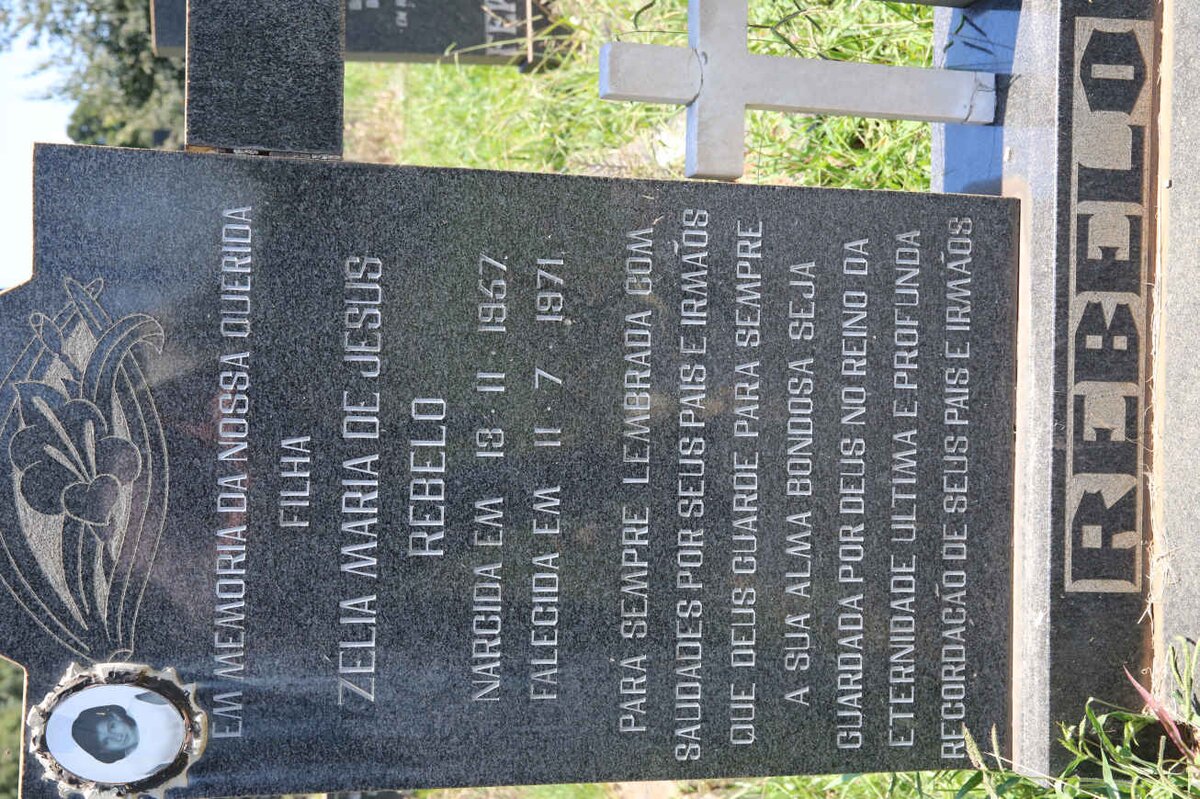 EM MEMORIA DA NOSSA QUERIDA
FILHA
ZÉLIA MARIA DE JESUS
REBELO
NARCIDA EM 13 11 1967.
FALECIDA EM 11 7 1971.
PARA SEMPRE LEMBRADA COM
SAUDADES POR SEUS PAIS E IRMÃOS
QUE DEUS GUARDE PARA SEMPRE
A SUA ALMA BONDOSA SEJA
GUARDADA POR DEUS NO REINO DA
ETERNIDADE ULTIMA E PROFUNDA
RECORDAÇÃO DE SEUS PAIS E IRMÃOS
REBELO